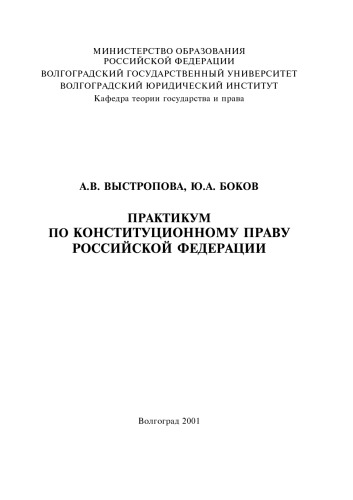 МИНИСТЕРСТВО ОБРАЗОВАНИЯ
РОССИЙСКОЙ ФЕДЕРАЦИИ
ВОЛГОГРАДСКИЙ ГОСУДАРСТВЕННЫЙ УНИВЕРСИТЕТ
ВОЛГОГРАДСКИЙ ЮРИДИЧЕСКИЙ ИНСТИТУТ
Кафедра теории государства и права
А.В. ВЫСТРОПОВА, Ю.А. БОКОВ
ПРАКТИКУМ
ПО КОНСТИТУЦИОННОМУ ПРАВУ
РОССИЙСКОЙ ФЕДЕРАЦИИ
Волгоград 2001